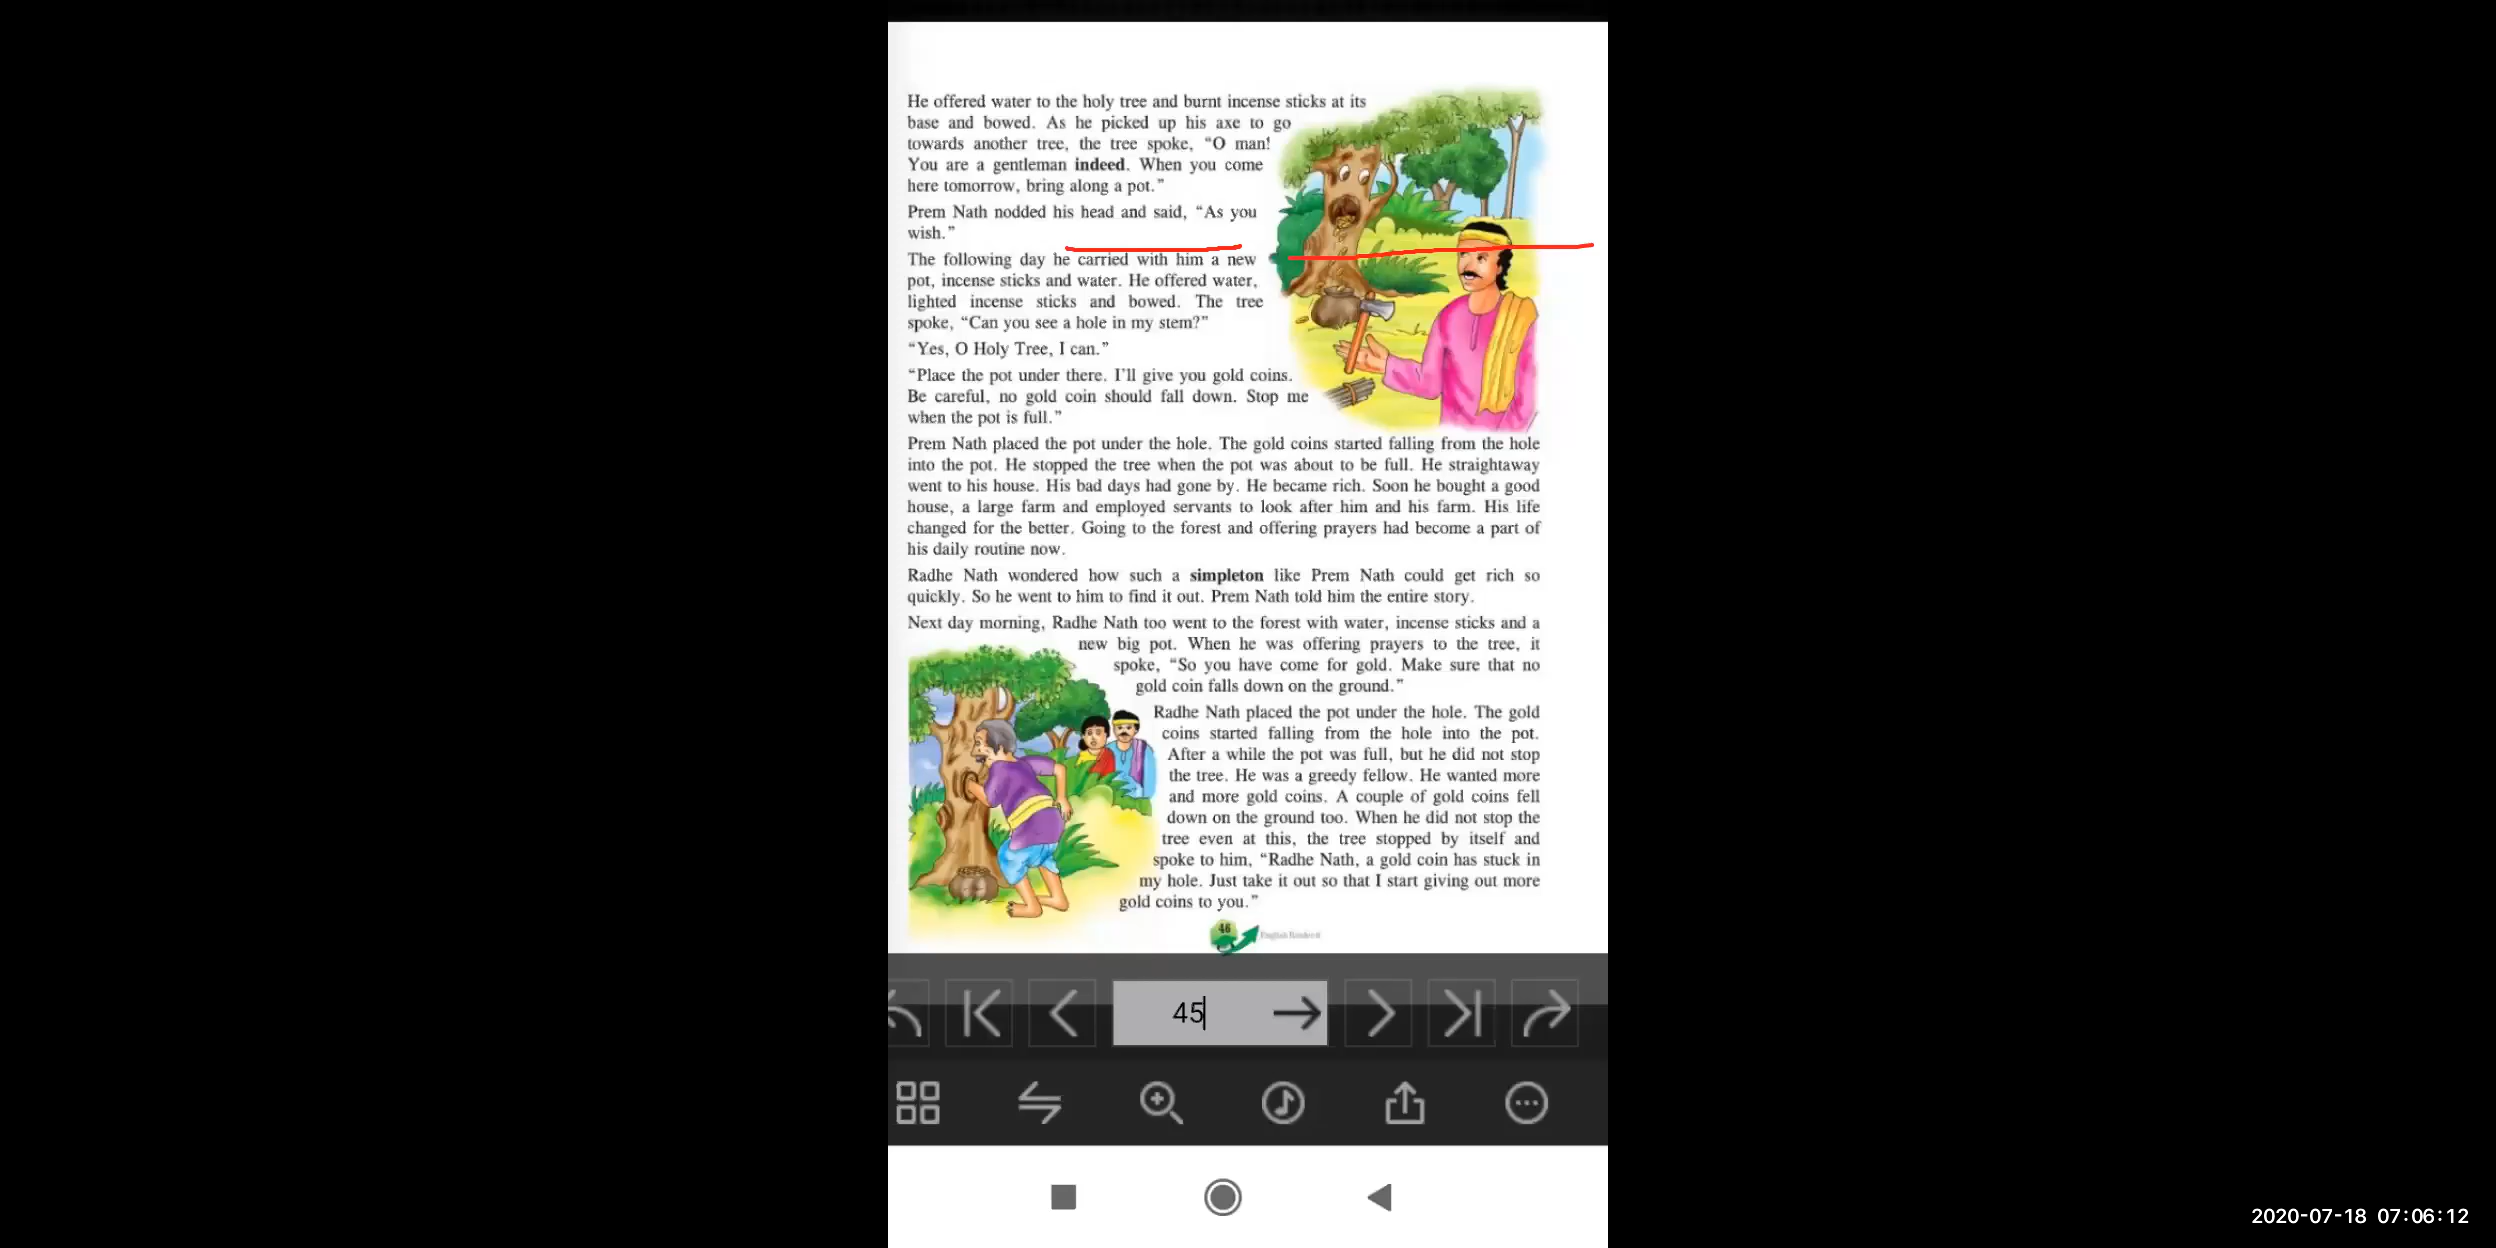 He offered water to the holy tree and burnt incense sticks at its
base and bowed. As he picked up his axe to go
towards another tree, the tree spoke, “O man!
You are a gentleman indeed. When you come
here tomorrow, bring along a pot.”
Prem Nath nodded his head and said, “As you
wish.”
The following day he carried with him a new
pot, incense sticks and water. He offered water,
lighted incense sticks and bowed. The tree
spoke, “Can you see a hole in my stem?”
“Yes, O Holy Tree, I can.”
“Place the pot under there. I’ll give you gold coins.
Be careful, no gold coin should fall down. Stop me
when the pot is full.”
Prem Nath placed the pot under the hole. The gold coins started falling from the hole
into the pot. He stopped the tree when the pot was about to be full. He straightaway
went to his house. His bad days had gone by. He became rich. Soon he bought a good
house, a large farm and employed servants to look after him and his farm. His life
changed for the better. Going to the forest and offering prayers had become a part of
his daily routine now.
Radhe Nath wondered how such a simpleton like Prem Nath could get rich so
quickly. So he went to him to find it out. Prem Nath told him the entire story.
Next day morning, Radhe Nath too went to the forest with water, incense sticks and a
new big pot. When he was offering prayers to the tree, it
spoke, “So you have come for gold. Make sure that no
gold coin falls down on the ground.”
Radhe Nath placed the pot under the hole. The gold
coins started falling from the hole into the pot.
After a while the pot was full, but he did not stop
the tree. He was a greedy fellow. He wanted more
and more gold coins. A couple of gold coins fell
down on the ground too. When he did not stop the
tree even at this, the tree stopped by itself and
spoke to him, “Radhe Nath, a gold coin has stuck in
my hole. Just take it out so that I start giving out more
gold coins to you.”
46
45
2020-07-18 07:06:12